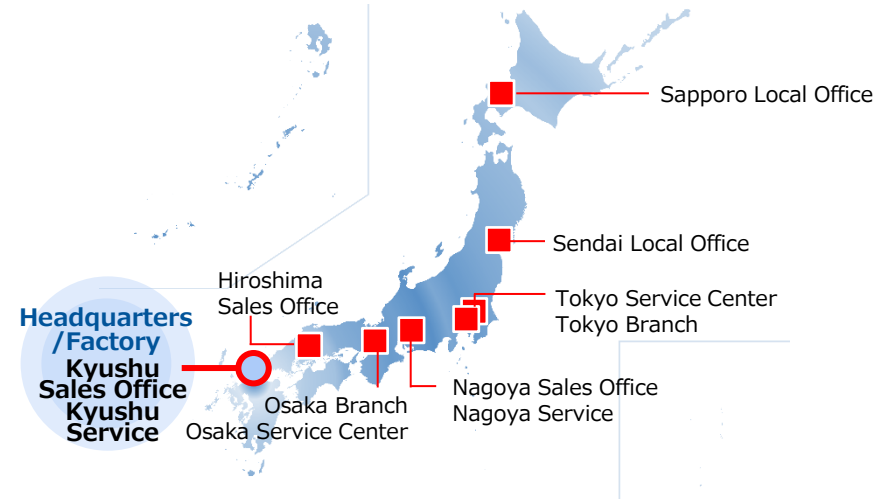 Sapporo Local Office
Sendai Local Office
Hiroshima
Sales Office
Tokyo Service Center
Tokyo Branch
Headquarters
/Factory
Kyushu
Sales Office
Kyushu
Service
Nagoya Sales Office
Nagoya Service
Osaka Branch
Osaka Service Center